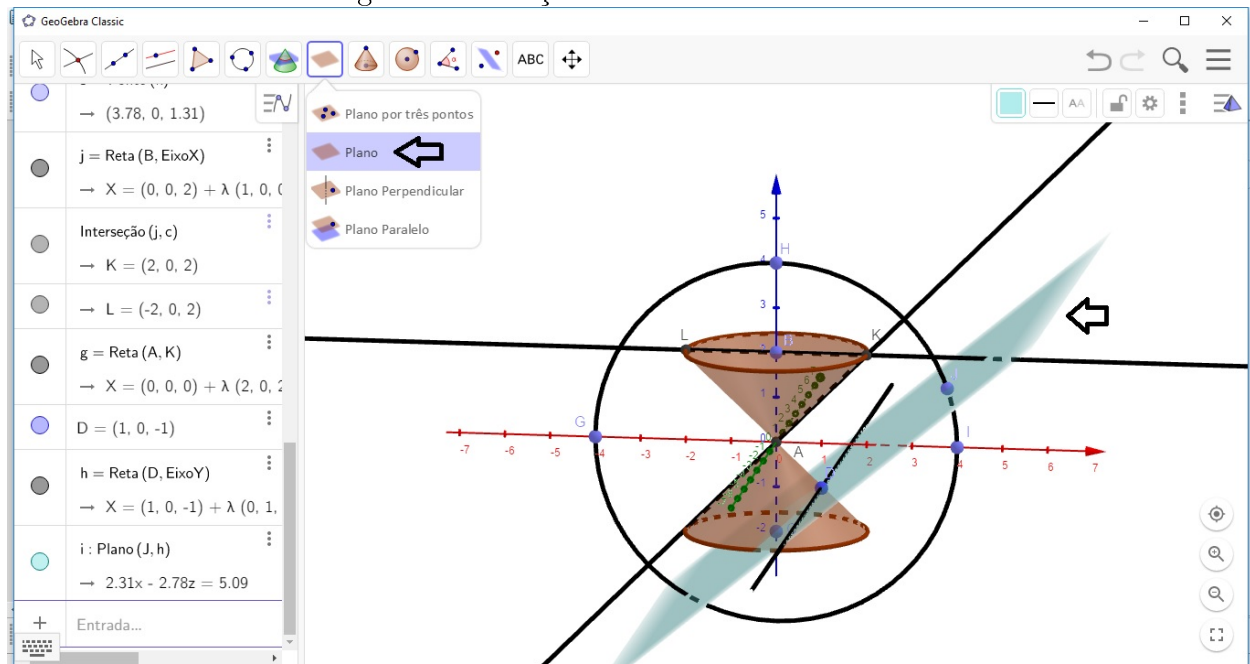 GeoGebra Classic
ABC
→ (3.78, 0, 1.31)
j = Reta (B, EixoX)
→ X = (0, 0, 2) + λ (1, 0, 0
Interseção (j, c)
→ K = (2, 0, 2)
→ L = (-2, 0, 2)
g = Reta (A, K)
→ X = (0, 0, 0) + λ (2, 0, 2
D = (1, 0, -1)
h = Reta (D, EixoY)
→ X = (1, 0, -1) + λ (0, 1,
i : Plano (J, h)
→ 2.31x - 2.78z = 5.09
Entrada...
Plano por três pontos
Plano
Plano Perpendicular
Plano Paralelo
AA
5
H
4
3
L
B
K
1
J
G
I
A
-7 -6 -5 -4 -3 -2 -1 0 1 2 3 4 5 6 7
-1
-2